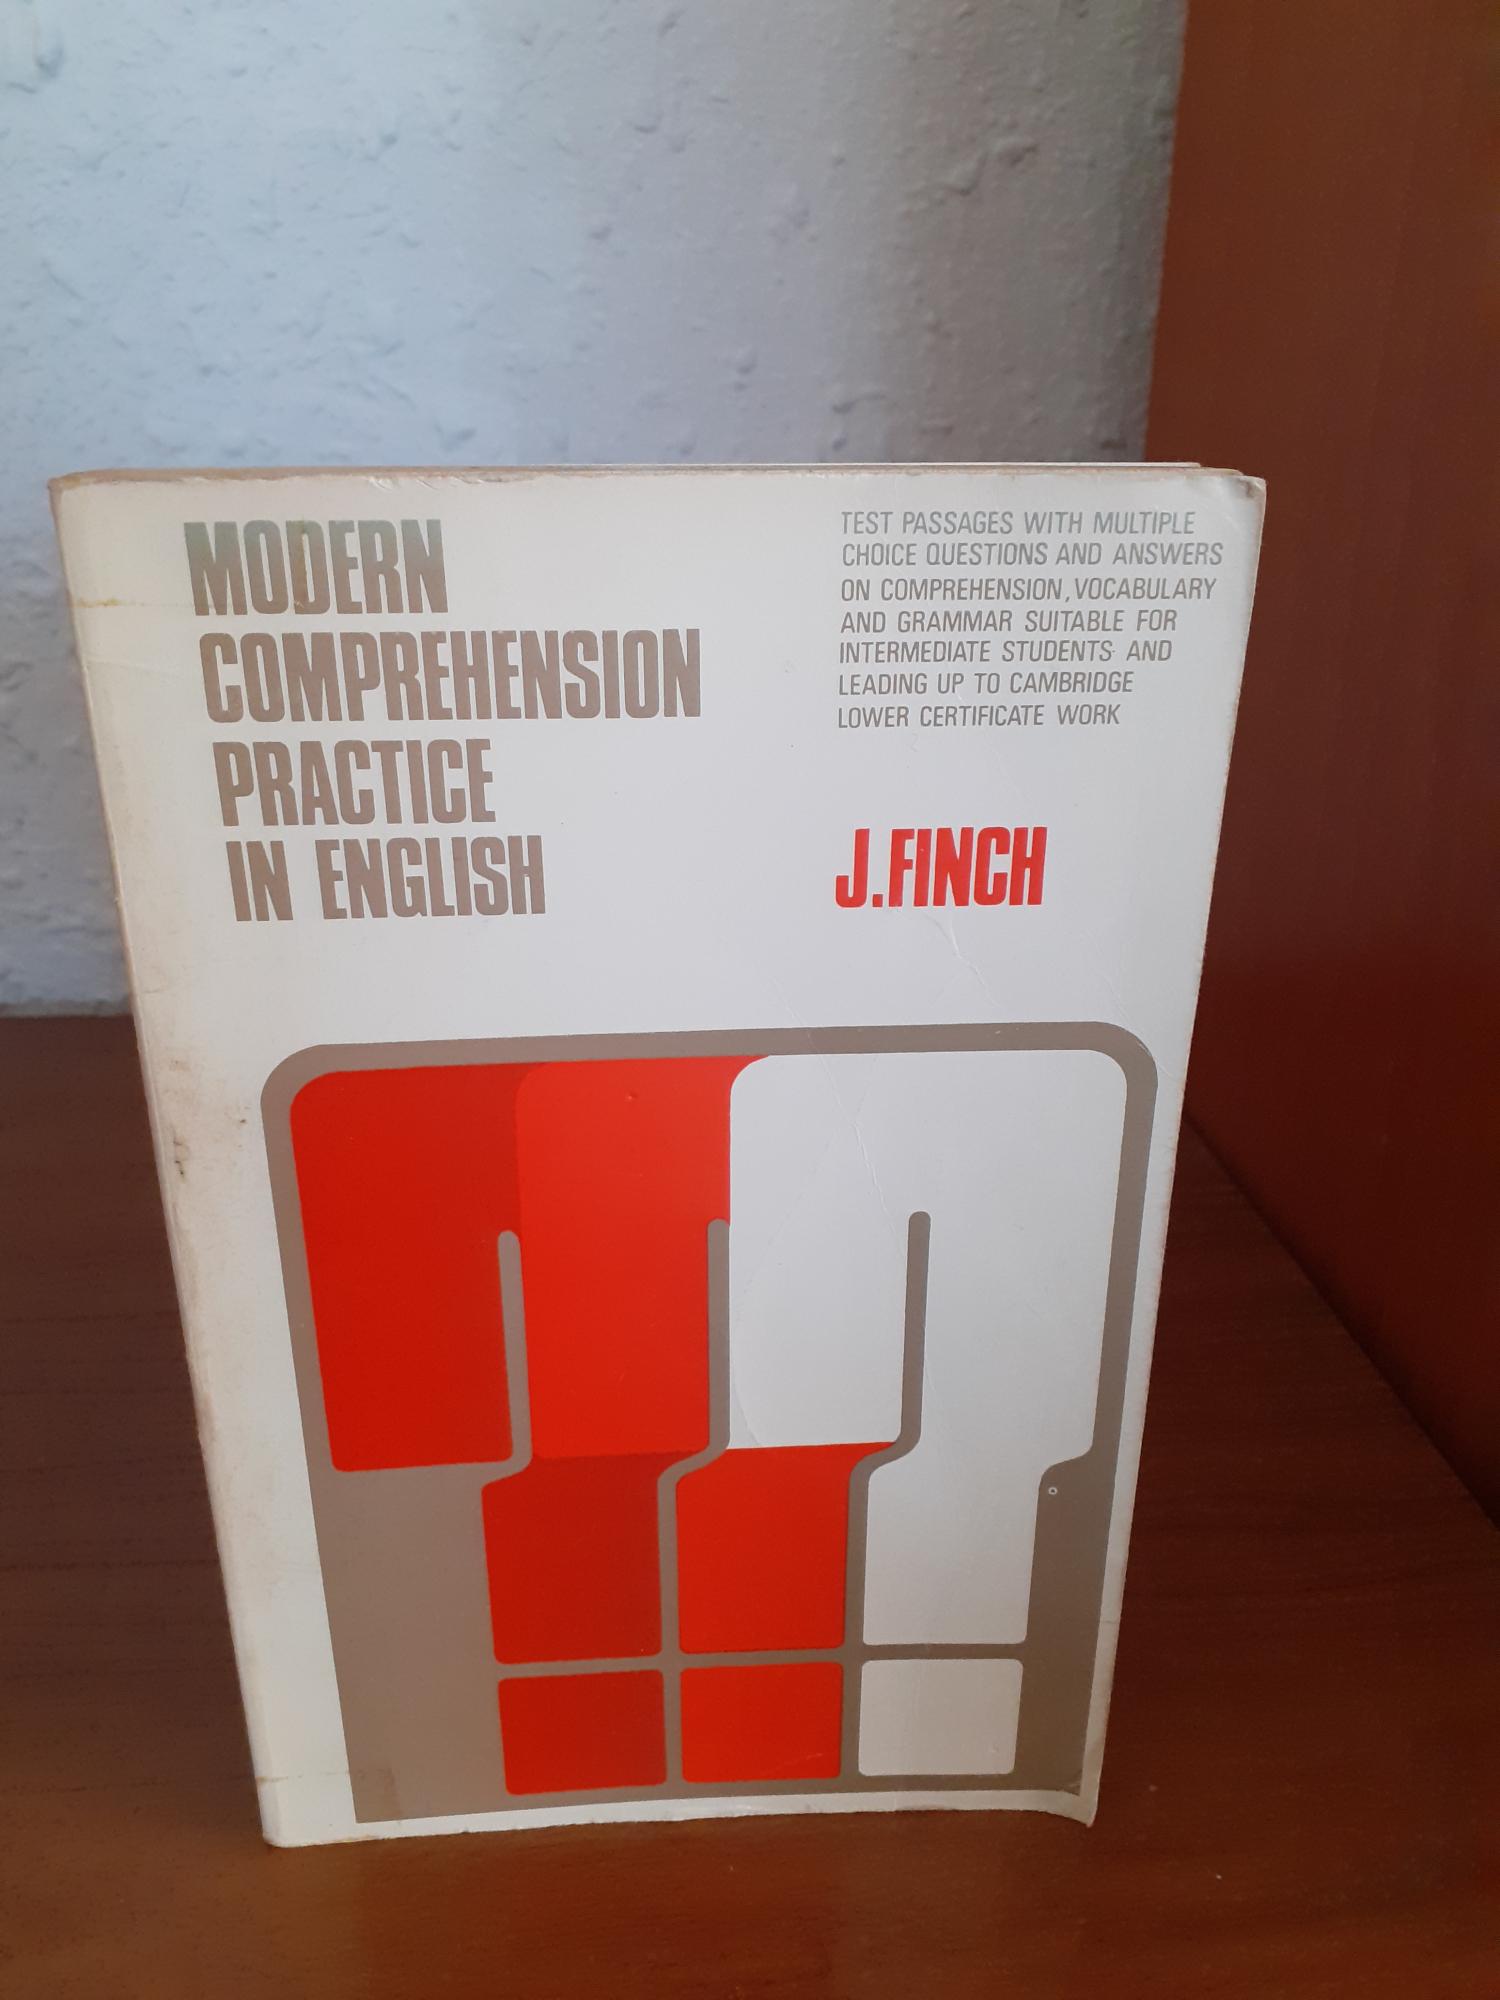 MODERN
COMPREHENSION
PRACTICE
IN ENGLISH
TEST PASSAGES WITH MULTIPLE
CHOICE QUESTIONS AND ANSWERS
ON COMPREHENSION, VOCABULARY
AND GRAMMAR SUITABLE FOR
INTERMEDIATE STUDENTS AND
LEADING UP TO CAMBRIDGE
LOWER CERTIFICATE WORK
J. FINCH